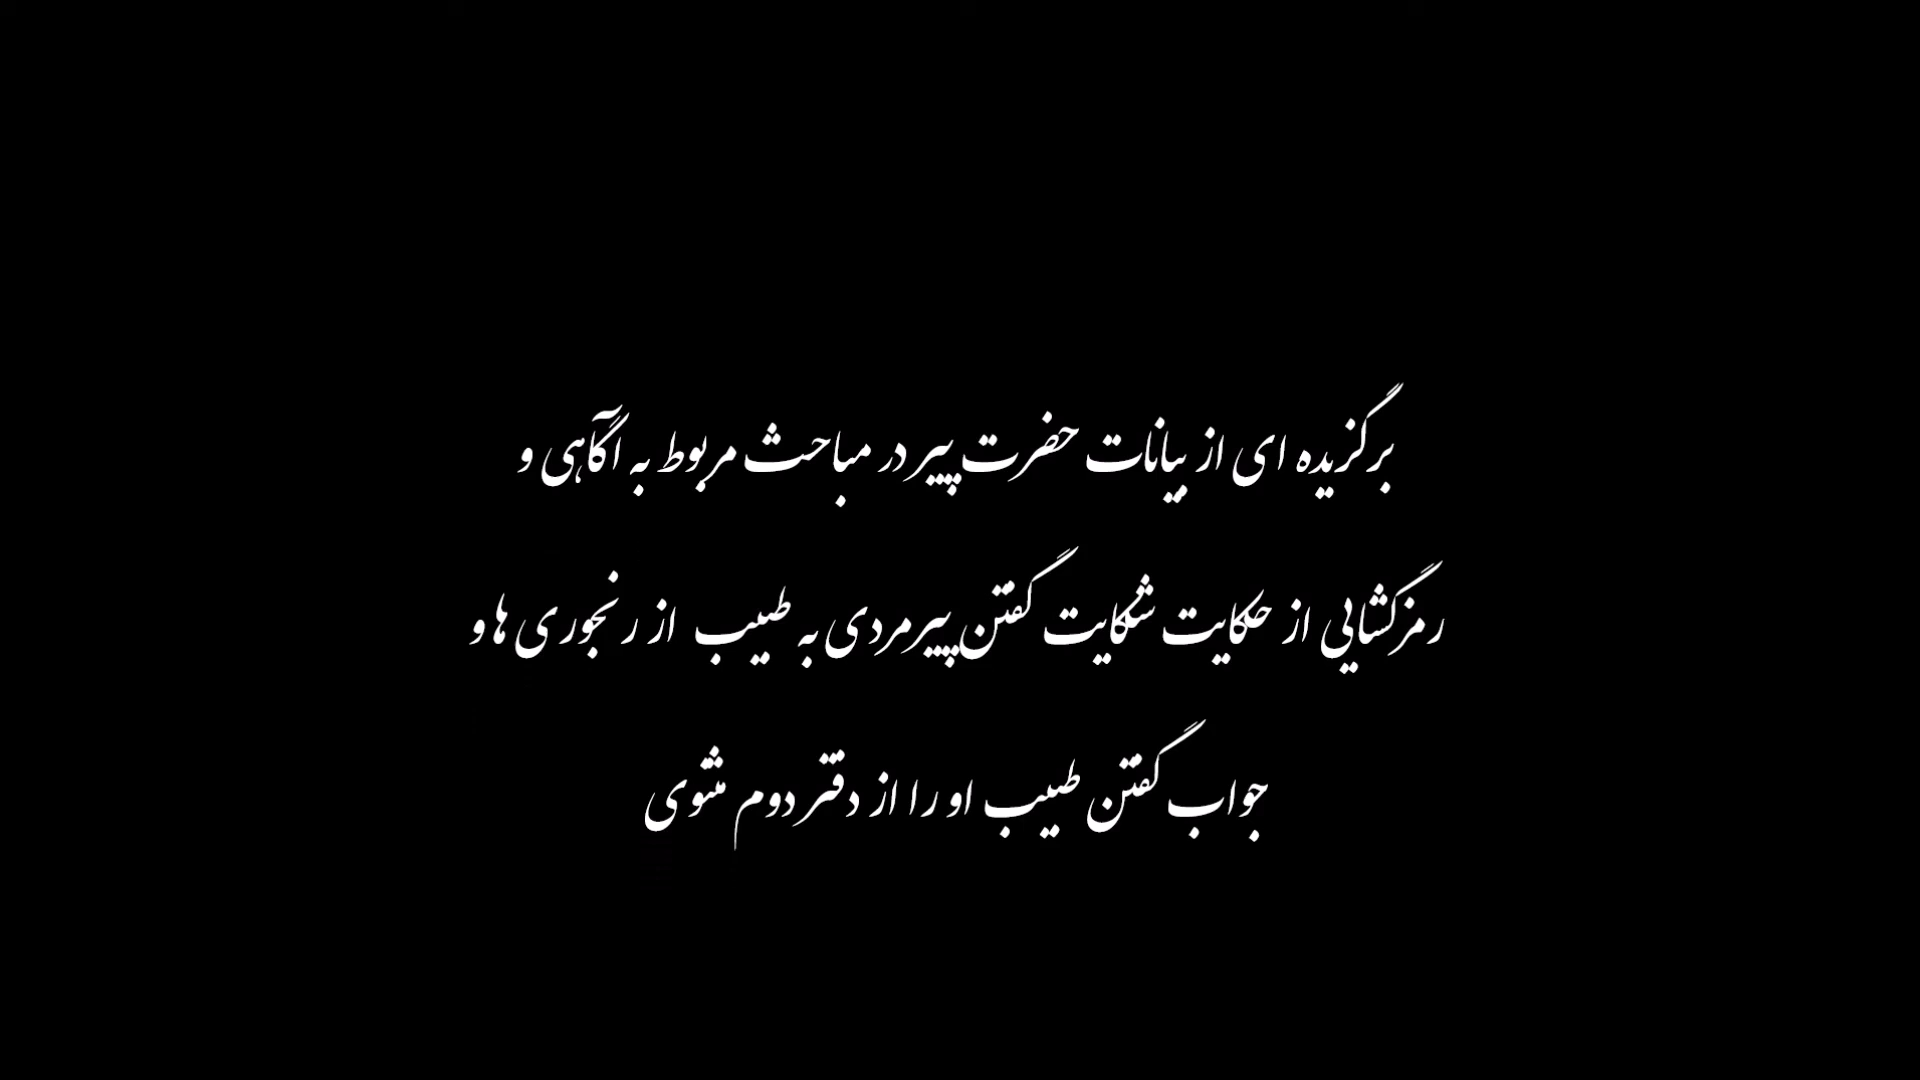 برگزیده ای از بیانات حضرت پیر در مباحث مربوط به آگاهی و
رمزگشایی از حکایت شکایت گفتن پیرمردی به طبیب از رنجوری ها و
جواب گفتن طبیب او را از دفتر دوم مثنوی